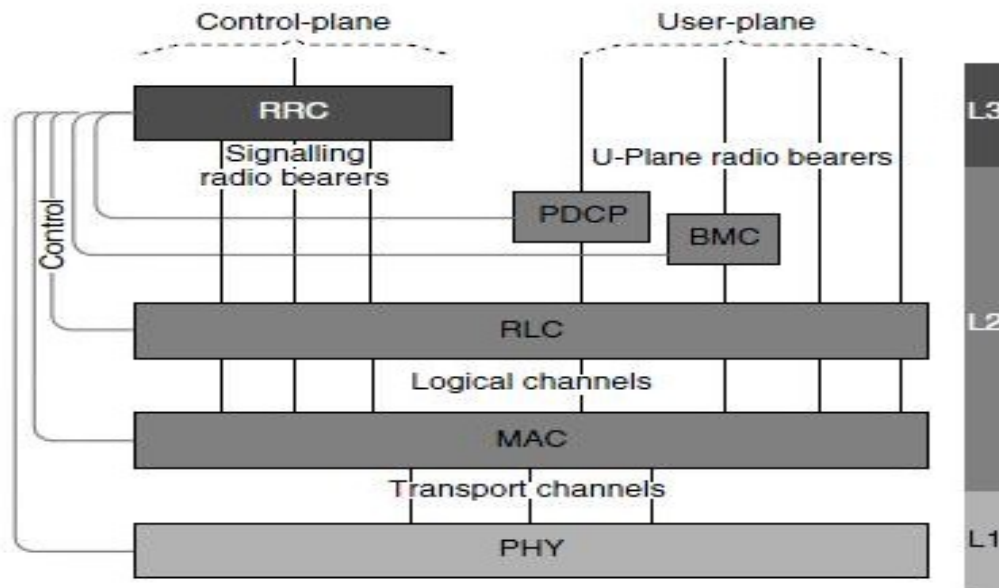 Control-plane
User-plane
RRC
L3
Signalling
radio bearers
U-Plane radio bearers
PDCP
BMC
Control
RLC
L2
Logical channels
MAC
Transport channels
PHY
L1